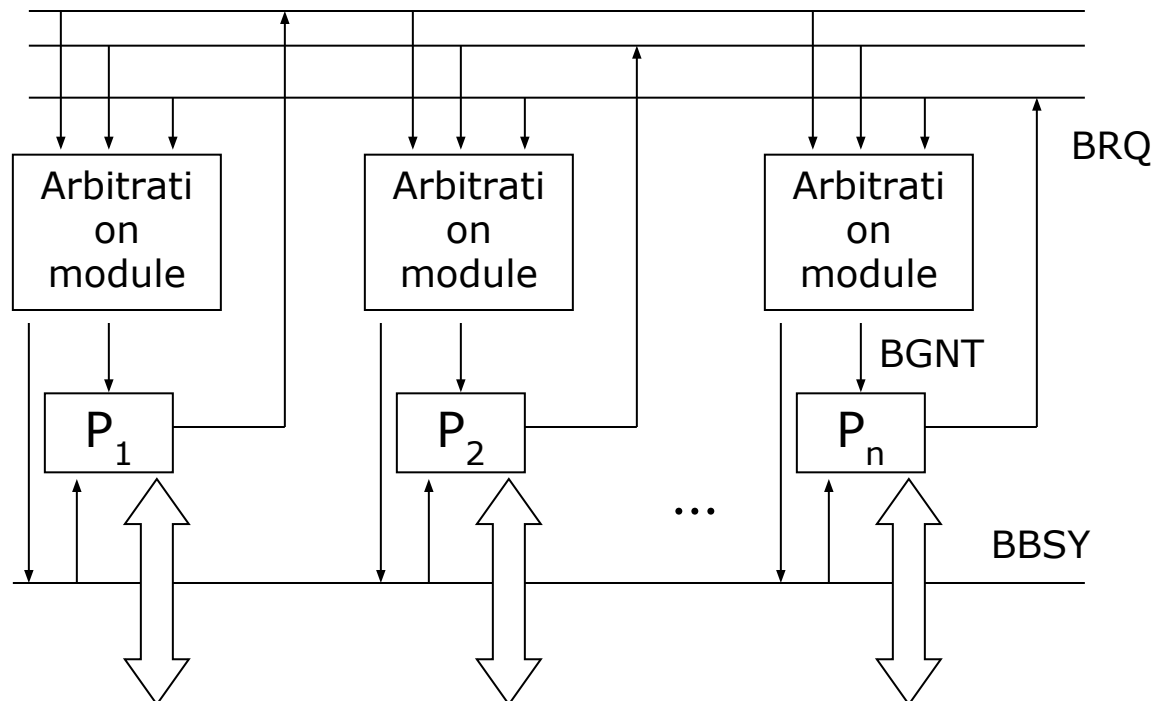 BRQ
Arbitrati
on
module
Arbitrati
on
module
Arbitrati
on
module
BGNT
P1
P2
Pn
...
BBSY